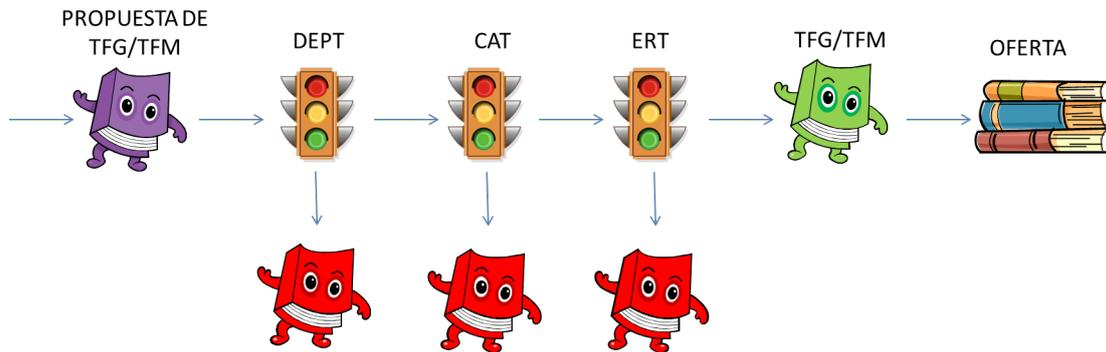 PROPUESTA DE
TFG/TFM
DEPT
CAT
ERT
TFG/TFM
OFERTA